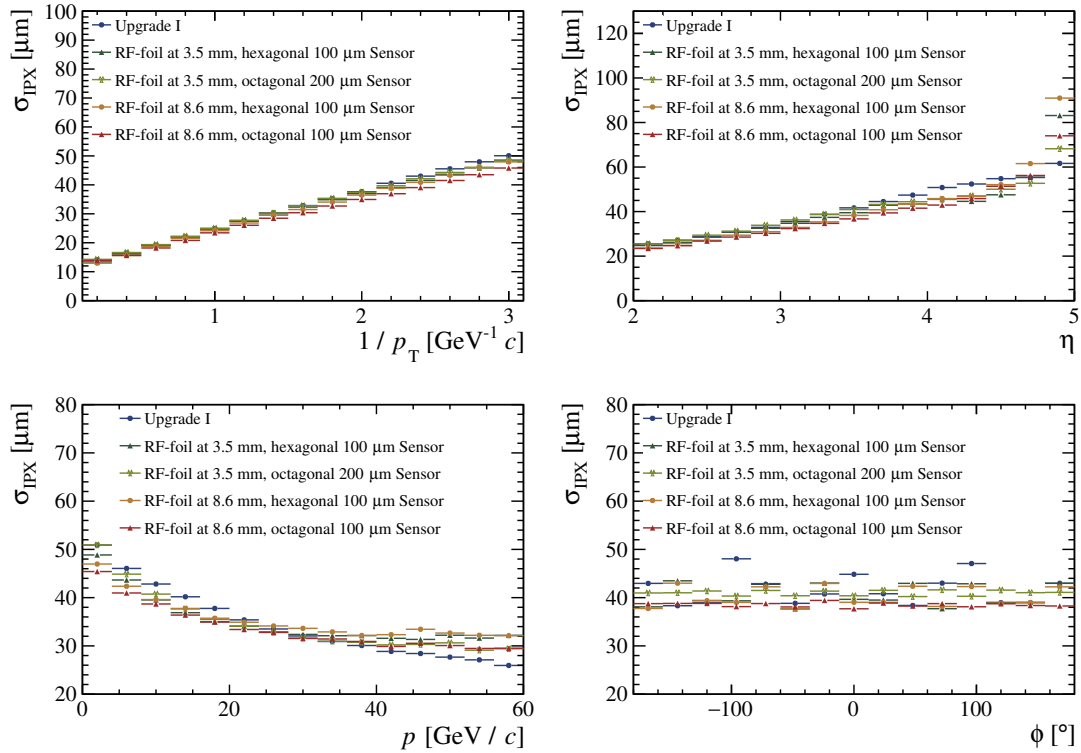 σIPX [μm]
100
90
80
70
60
50
40
30
20
10
0
Upgrade I
RF-foil at 3.5 mm, hexagonal 100 μm Sensor
RF-foil at 3.5 mm, octagonal 200 μm Sensor
RF-foil at 8.6 mm, hexagonal 100 μm Sensor
RF-foil at 8.6 mm, octagonal 100 μm Sensor
1 2 3
1 / pT [GeV-1 c]
σIPX [μm]
120
100
80
60
40
20
0
Upgrade I
RF-foil at 3.5 mm, hexagonal 100 μm Sensor
RF-foil at 3.5 mm, octagonal 200 μm Sensor
RF-foil at 8.6 mm, hexagonal 100 μm Sensor
RF-foil at 8.6 mm, octagonal 100 μm Sensor
2 3 4 5
η
σIPX [μm]
80
70
60
50
40
30
20
Upgrade I
RF-foil at 3.5 mm, hexagonal 100 μm Sensor
RF-foil at 3.5 mm, octagonal 200 μm Sensor
RF-foil at 8.6 mm, hexagonal 100 μm Sensor
RF-foil at 8.6 mm, octagonal 100 μm Sensor
0 20 40 60
p [GeV / c]
σIPX [μm]
80
70
60
50
40
30
20
Upgrade I
RF-foil at 3.5 mm, hexagonal 100 μm Sensor
RF-foil at 3.5 mm, octagonal 200 μm Sensor
RF-foil at 8.6 mm, hexagonal 100 μm Sensor
RF-foil at 8.6 mm, octagonal 100 μm Sensor
−100 0 100
ϕ [°]